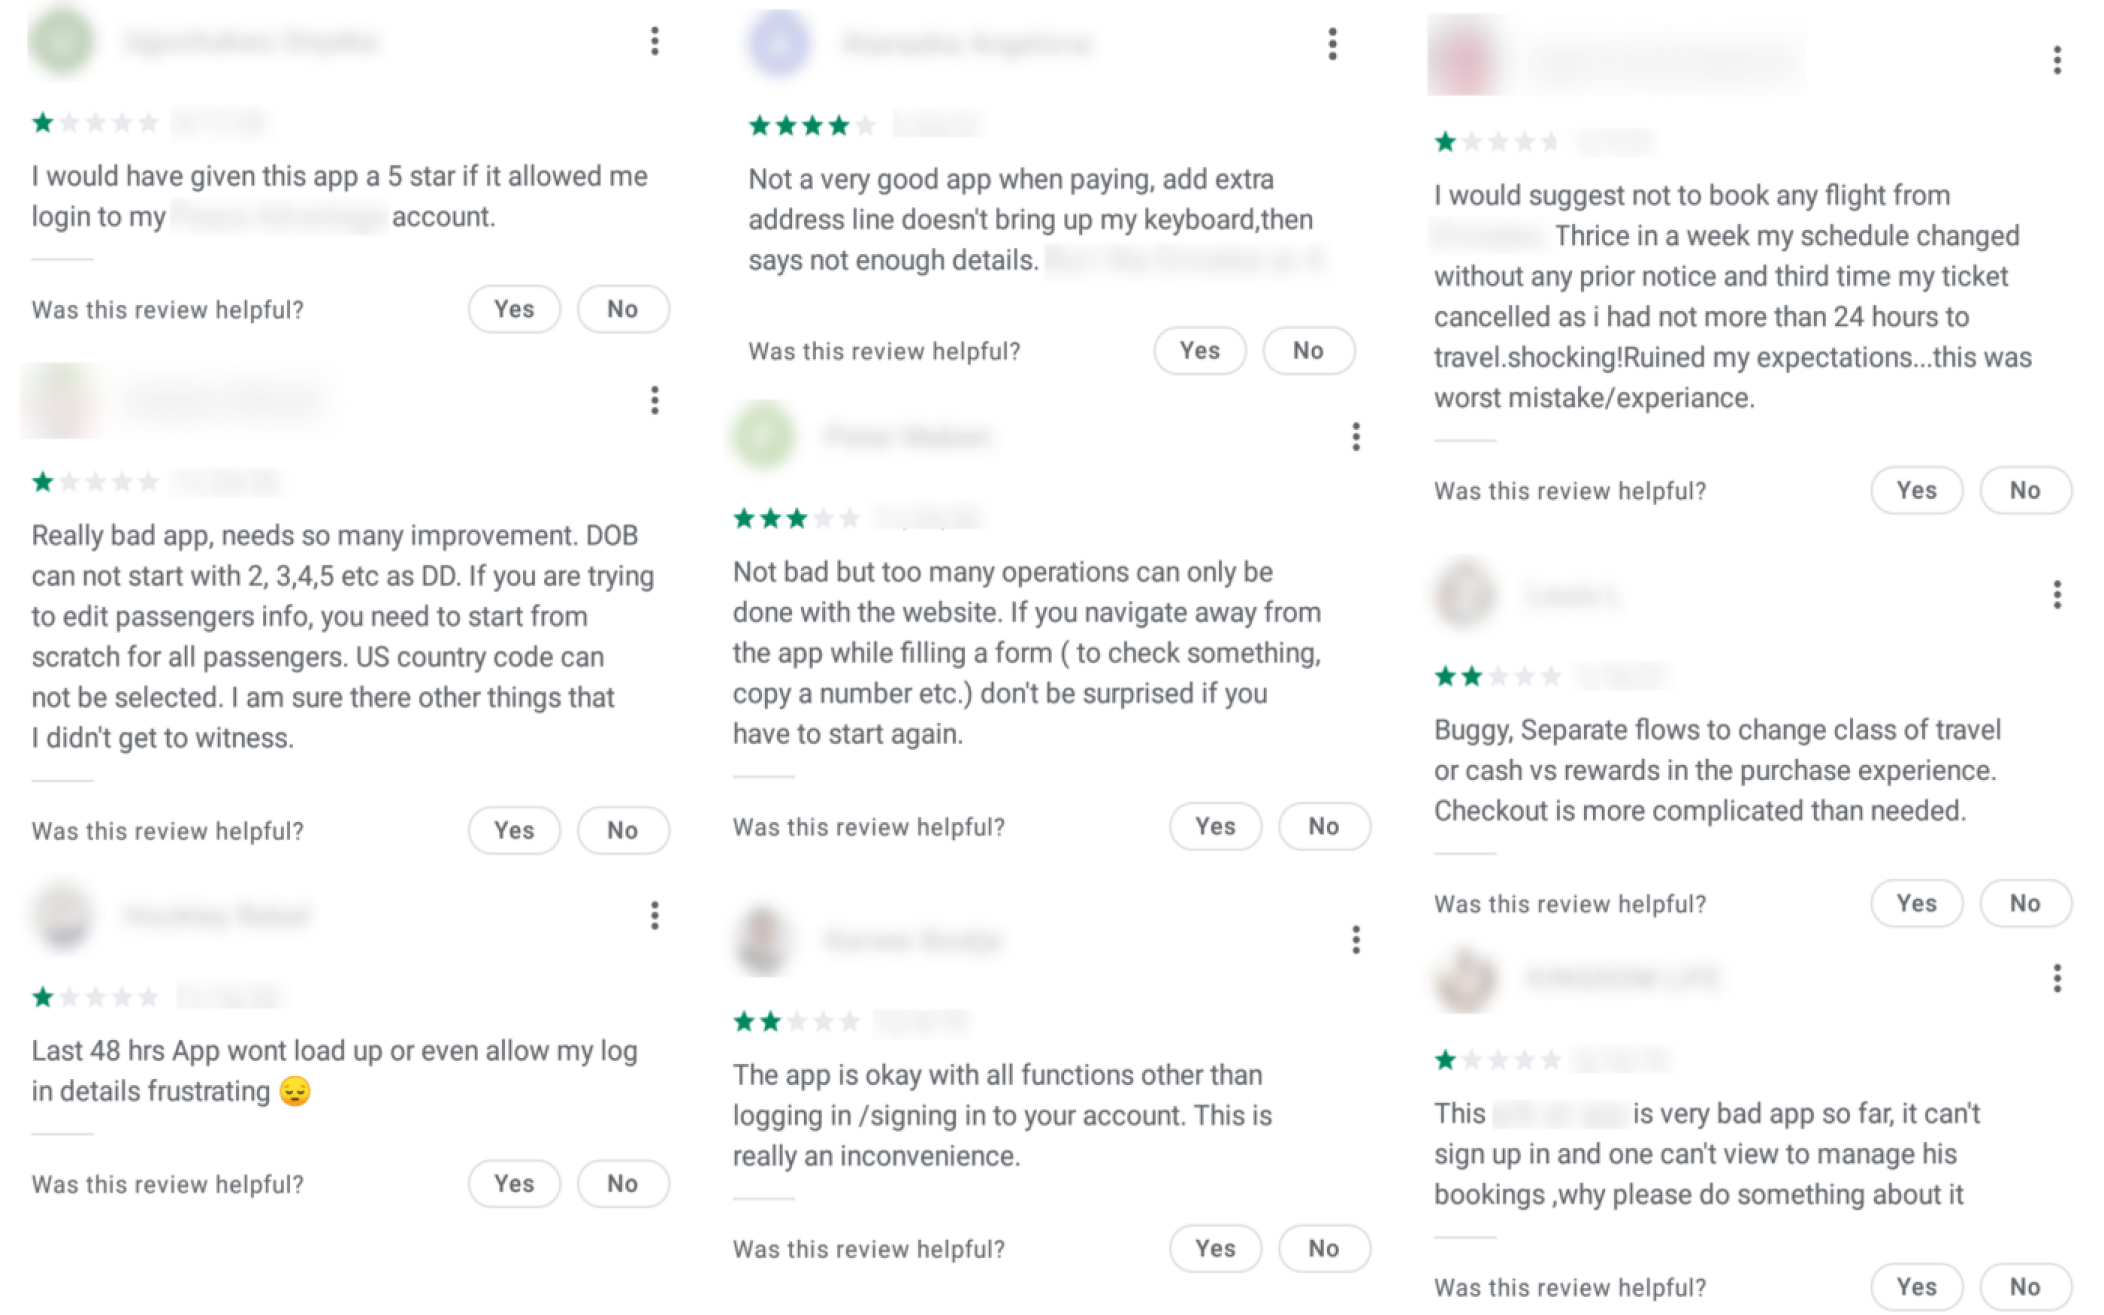 I would have given this app a 5 star if it allowed me
login to my account.
Was this review helpful? Yes No
Really bad app, needs so many improvement. DOB
can not start with 2, 3,4,5 etc as DD. If you are trying
to edit passengers info, you need to start from
scratch for all passengers. US country code can
not be selected. I am sure there other things that
I didn't get to witness.
Was this review helpful? Yes No
Last 48 hrs App wont load up or even allow my log
in details frustrating 😔
Was this review helpful? Yes No
Not a very good app when paying, add extra
address line doesn't bring up my keyboard,then
says not enough details.
Was this review helpful? Yes No
Not bad but too many operations can only be
done with the website. If you navigate away from
the app while filling a form ( to check something,
copy a number etc.) don't be surprised if you
have to start again.
Was this review helpful? Yes No
The app is okay with all functions other than
logging in /signing in to your account. This is
really an inconvenience.
Was this review helpful? Yes No
I would suggest not to book any flight from
Thrice in a week my schedule changed
without any prior notice and third time my ticket
cancelled as i had not more than 24 hours to
travel.shocking!Ruined my expectations...this was
worst mistake/experiance.
Was this review helpful? Yes No
Buggy, Separate flows to change class of travel
or cash vs rewards in the purchase experience.
Checkout is more complicated than needed.
Was this review helpful? Yes No
This is very bad app so far, it can't
sign up in and one can't view to manage his
bookings ,why please do something about it
Was this review helpful? Yes No